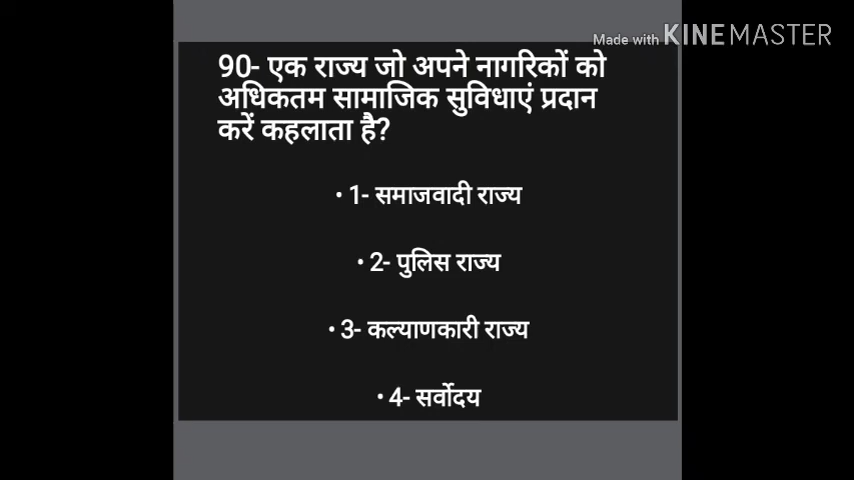 Made with KINEMASTER
90- एक राज्य जो अपने नागरिकों को
अधिकतम सामाजिक सुविधाएं प्रदान
करें कहलाता है?
• 1- समाजवादी राज्य
• 2- पुलिस राज्य
• 3- कल्याणकारी राज्य
• 4- सर्वोदय